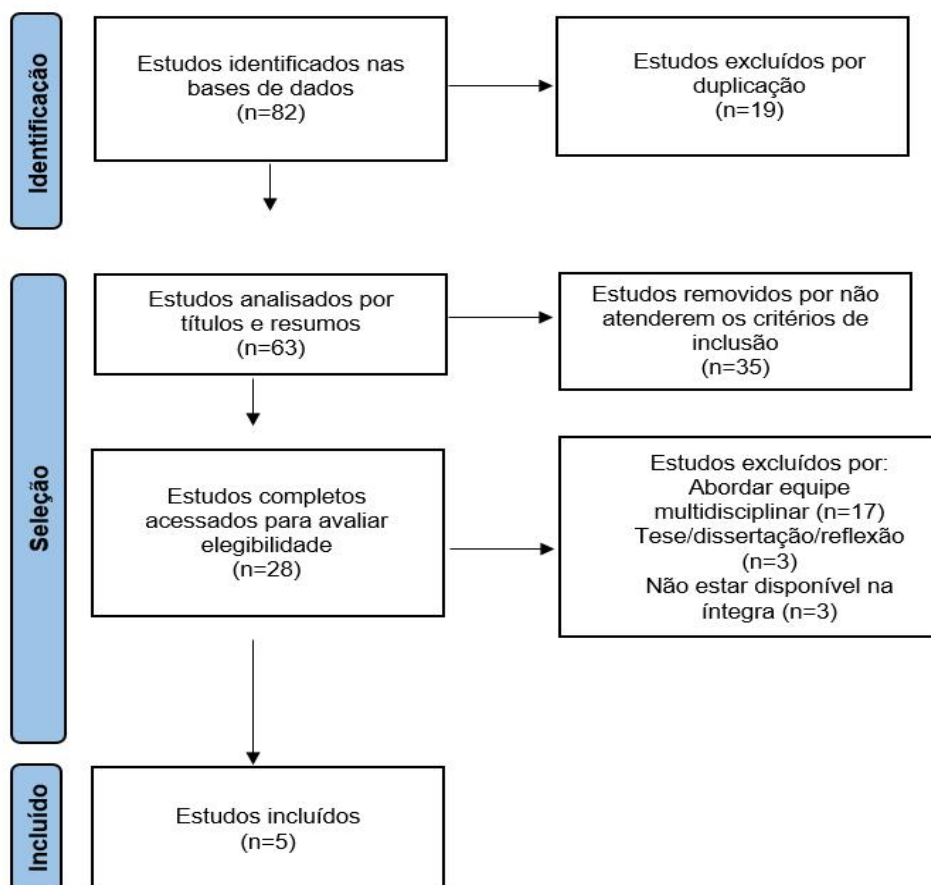 Identificação
Estudos identificados nas
bases de dados
(n=82)
Estudos excluídos por
duplicação
(n=19)
Seleção
Estudos analisados por
títulos e resumos
(n=63)
Estudos removidos por não
atenderem os critérios de
inclusão
(n=35)
Estudos completos
acessados para avaliar
elegibilidade
(n=28)
Estudos excluídos por:
Abordar equipe
multidisciplinar (n=17)
Tese/dissertação/reflexão
(n=3)
Não estar disponível na
íntegra (n=3)
Incluído
Estudos incluídos
(n=5)